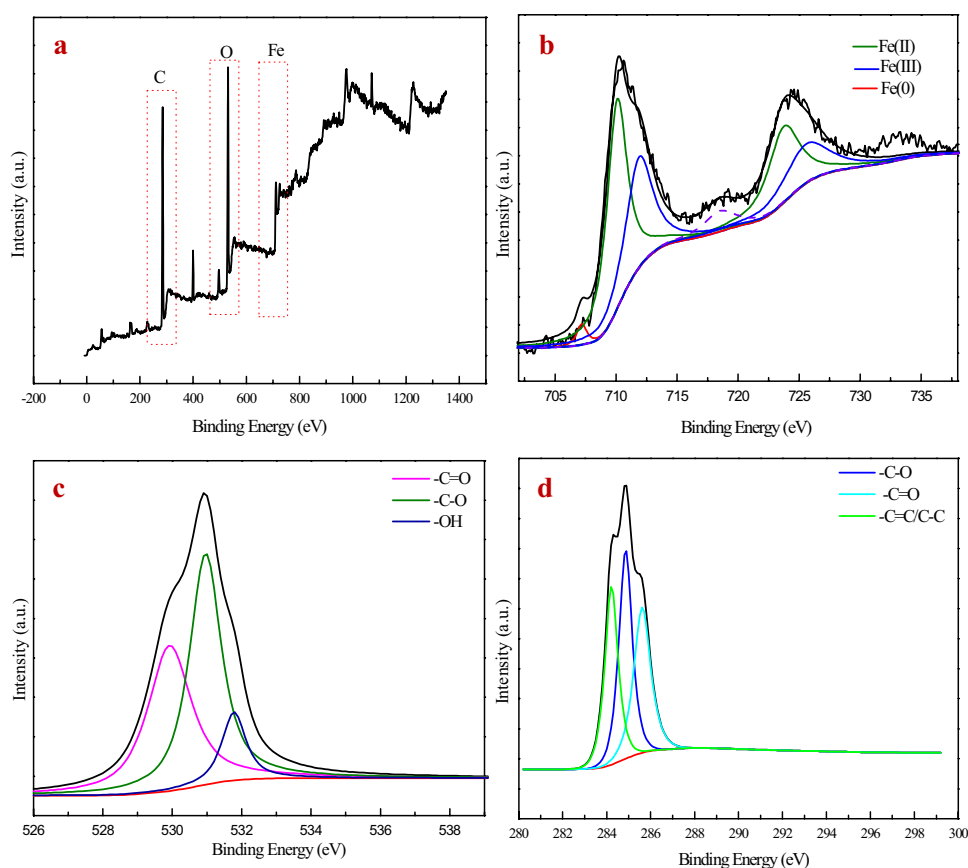 a
C
O
Fe
Intensity (a.u.)
-200 0 200 400 600 800 1000 1200 1400
Binding Energy (eV)
b
Fe(II)
Fe(III)
Fe(0)
Intensity (a.u.)
705 710 715 720 725 730 735
Binding Energy (eV)
c
-C=O
-C-O
-OH
Intensity (a.u.)
526 528 530 532 534 536 538
Binding Energy (eV)
d
-C-O
-C=O
-C=C/C-C
Intensity (a.u.)
280 282 284 286 288 290 292 294 296 298 300
Binding Energy (eV)